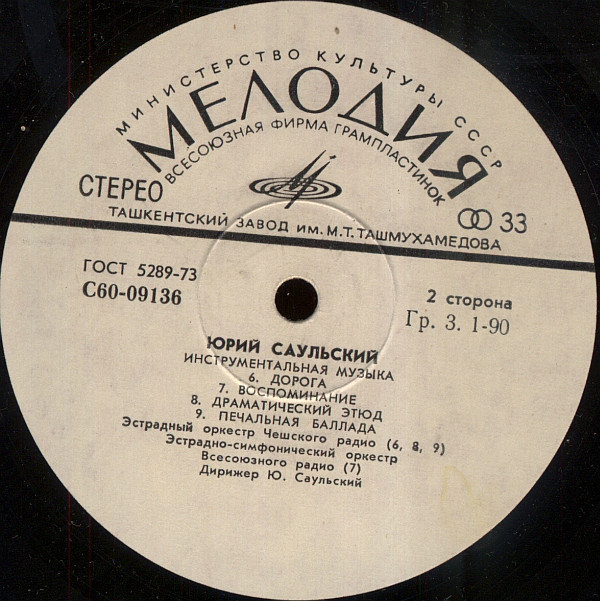 МИНИСТЕРСТВО КУЛЬТУРЫ СССР
МЕЛОДИЯ
ВСЕСОЮЗНАЯ ФИРМА ГРАМПЛАСТИНОК
СТЕРЕО
33
ТАШКЕНТСКИЙ ЗАВОД ИМ. М.Т. ТАШМУХАМЕДОВА
ГОСТ 5289-73
С60-09136
2 сторона
Гр. 3. 1-90
ЮРИЙ САУЛЬСКИЙ
ИНСТРУМЕНТАЛЬНАЯ МУЗЫКА
6. ДОРОГА
7. ВОСПОМИНАНИЕ
8. ДРАМАТИЧЕСКИЙ ЭТЮД
9. ПЕЧАЛЬНАЯ БАЛЛАДА
Эстрадный оркестр Чешского радио (6, 8, 9)
Эстрадно-симфонический оркестр
Всесоюзного радио (7)
Дирижер Ю. Саульский